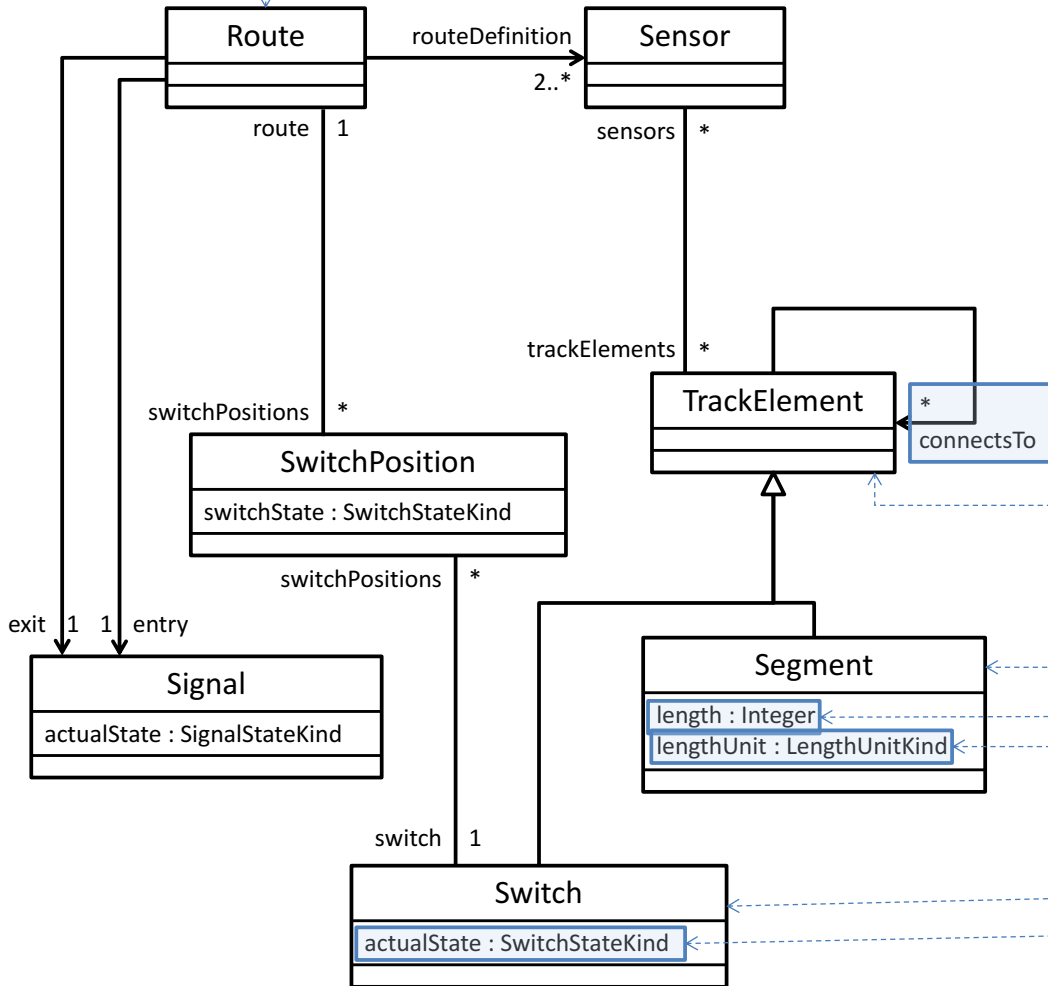 Route
routeDefinition
Sensor
2..*
route 1
sensors *
trackElements *
TrackElement
*
connectsTo
switchPositions *
SwitchPosition
switchState : SwitchStateKind
switchPositions *
exit 1 1 entry
Signal
actualState : SignalStateKind
Segment
length : Integer
lengthUnit : LengthUnitKind
switch 1
Switch
actualState : SwitchStateKind